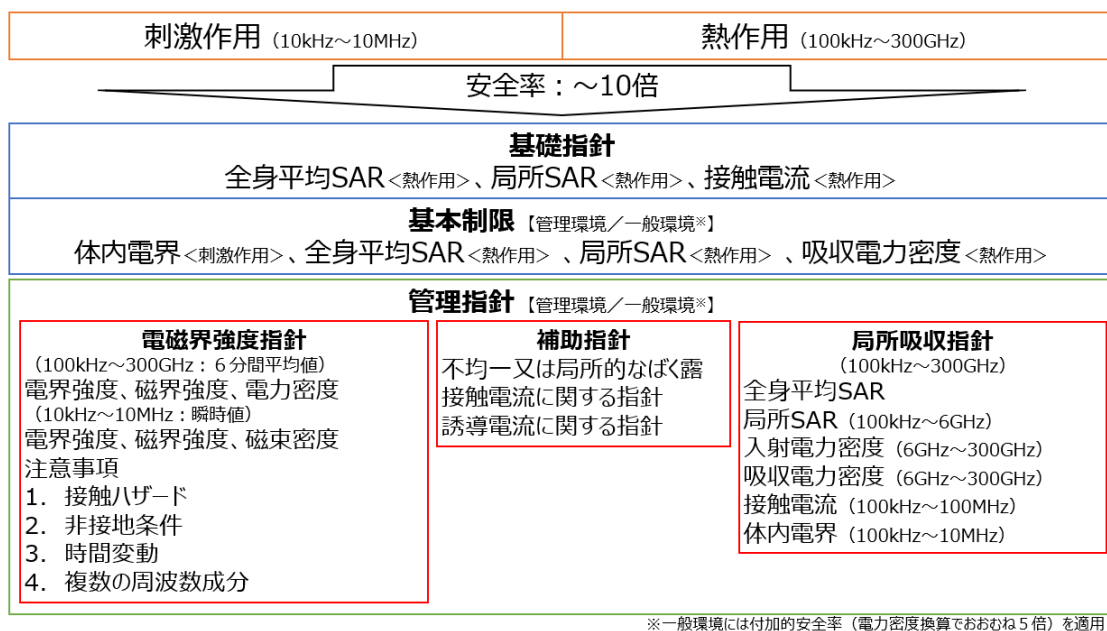 刺激作用（10kHz～10MHz）
熱作用（100kHz～300GHz）
安全率：～10倍
基礎指針
全身平均SAR<熱作用>、局所SAR<熱作用>、接触電流<熱作用>
基本制限【管理環境／一般環境※】
体内電界<刺激作用>、全身平均SAR<熱作用>、局所SAR<熱作用>、吸収電力密度<熱作用>
管理指針【管理環境／一般環境※】
電磁界強度指針
（100kHz～300GHz：６分間平均値）
電界強度、磁界強度、電力密度
（10kHz～10MHz：瞬時値）
電界強度、磁界強度、磁束密度
注意事項
1. 接触ハザード
2. 非接地条件
3. 時間変動
4. 複数の周波数成分
補助指針
不均一又は局所的なばく露
接触電流に関する指針
誘導電流に関する指針
局所吸収指針
（100kHz～300GHz）
全身平均SAR
局所SAR（100kHz～6GHz）
入射電力密度（6GHz～300GHz）
吸収電力密度（6GHz～300GHz）
接触電流（100kHz～100MHz）
体内電界（100kHz～10MHz）
※一般環境には付加的安全率（電力密度換算でおおむね５倍）を適用